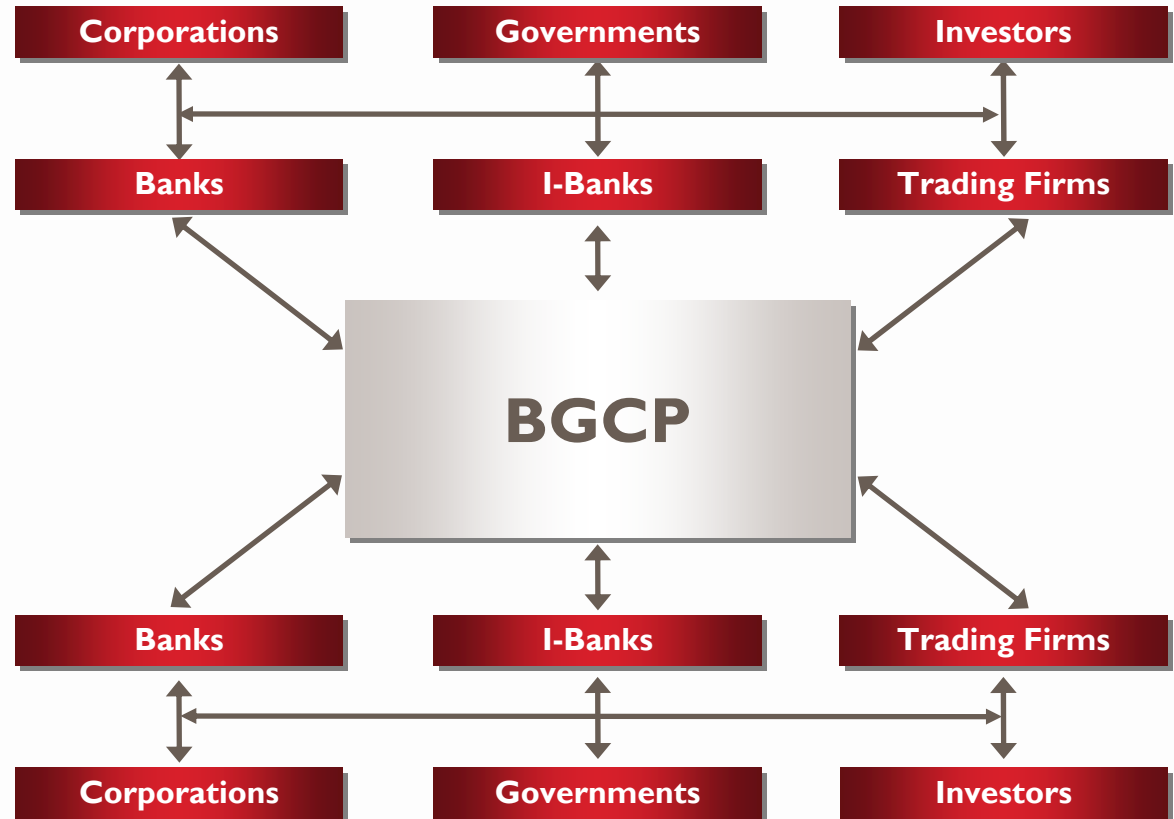 Corporations
Governments
Investors
Banks
I-Banks
Trading Firms
BGCP
Banks
I-Banks
Trading Firms
Corporations
Governments
Investors